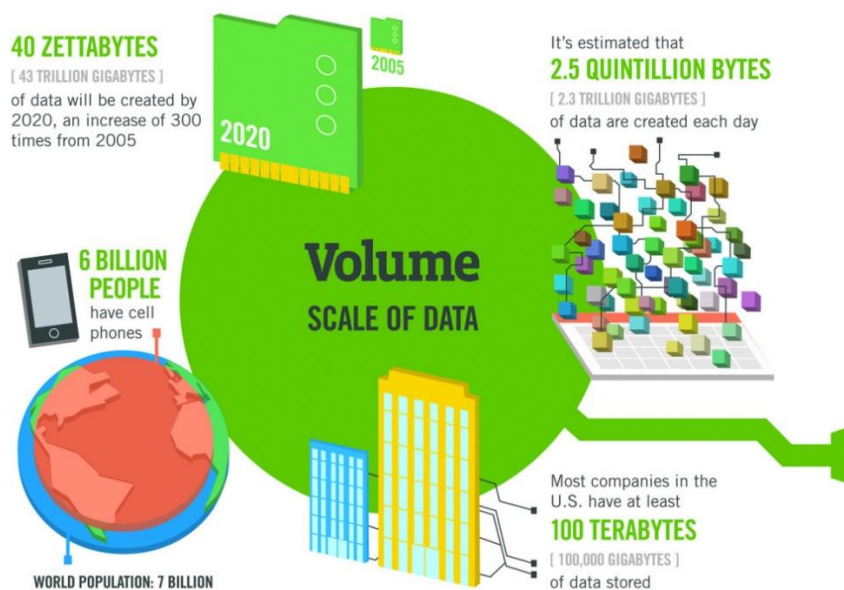 40 ZETTABYTES
[ 43 TRILLION GIGABYTES ]
of data will be created by
2020, an increase of 300
times from 2005
2020
2005
It's estimated that
2.5 QUINTILLION BYTES
[ 2.3 TRILLION GIGABYTES ]
of data are created each day
6 BILLION
PEOPLE
have cell
phones
Volume
SCALE OF DATA
WORLD POPULATION: 7 BILLION
Most companies in the
U.S. have at least
100 TERABYTES
[ 100,000 GIGABYTES ]
of data stored